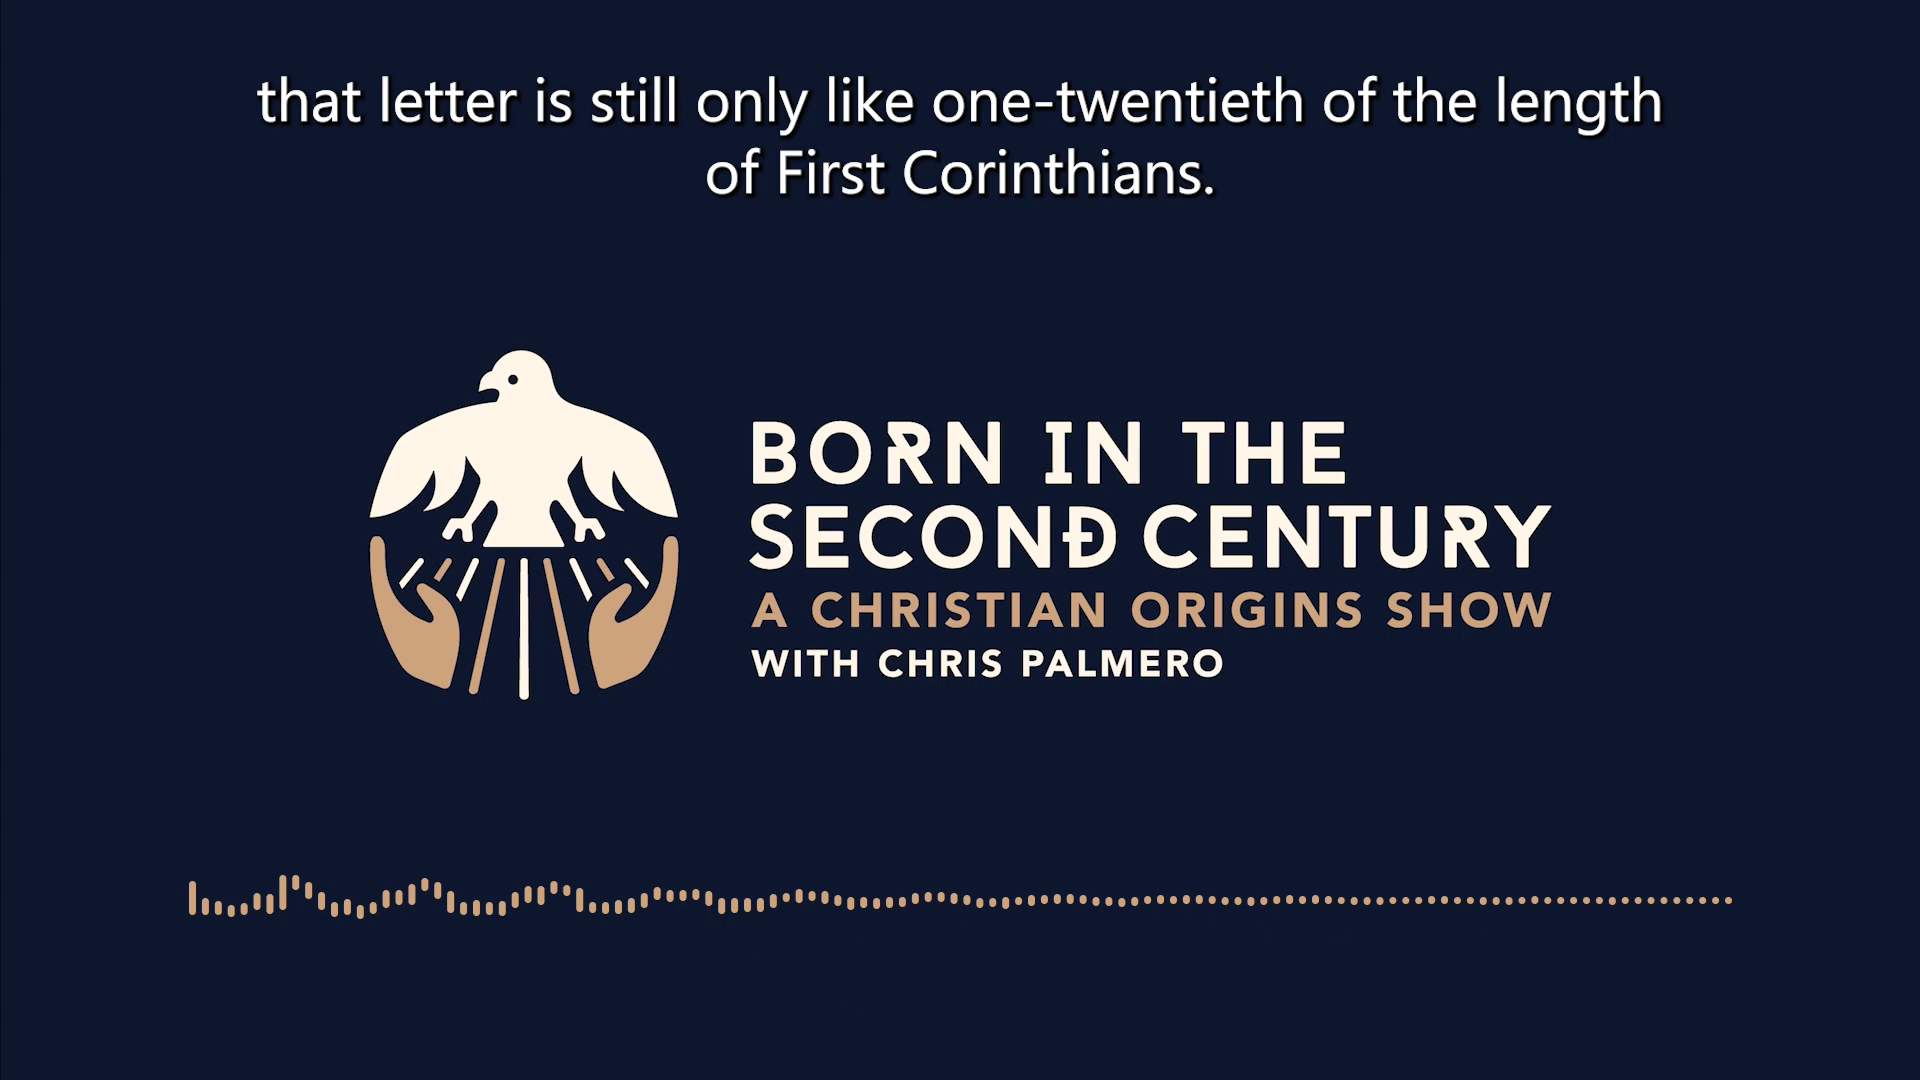 that letter is still only like one-twentieth of the length
of First Corinthians.
BORN IN THE
SECOND CENTURY
A CHRISTIAN ORIGINS SHOW
WITH CHRIS PALMERO